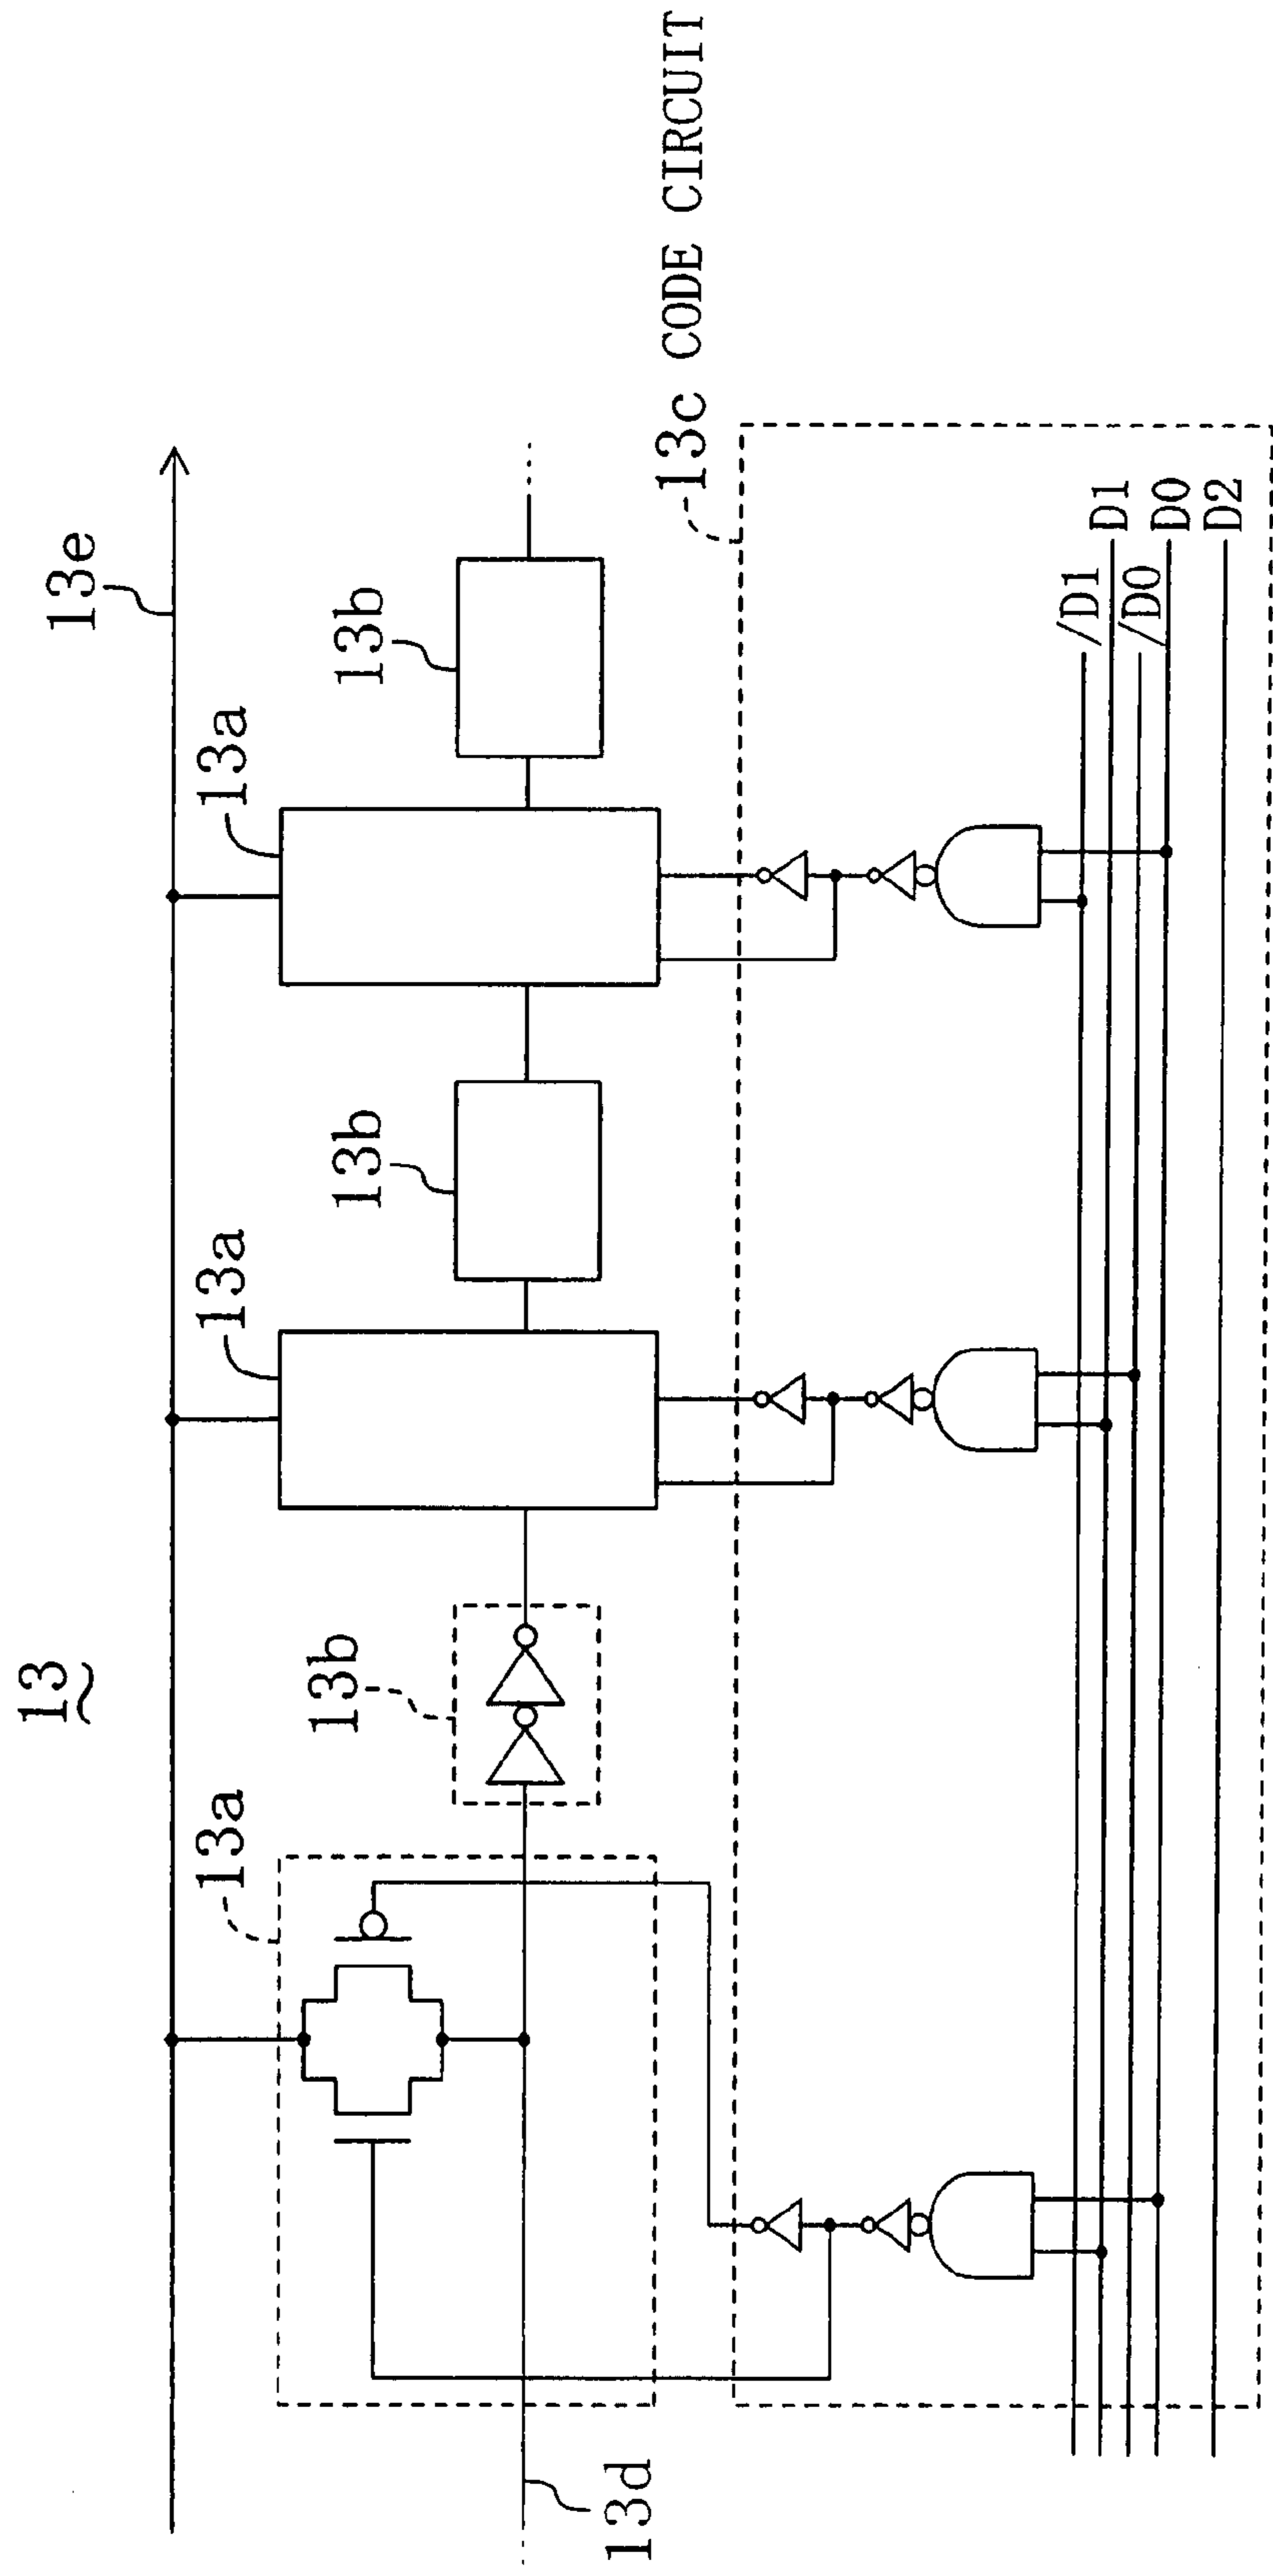 13
13e
13a
13a
13a
13b
13b
13b
13d
13c CODE CIRCUIT
/D1
D1
/D0
D0
D2